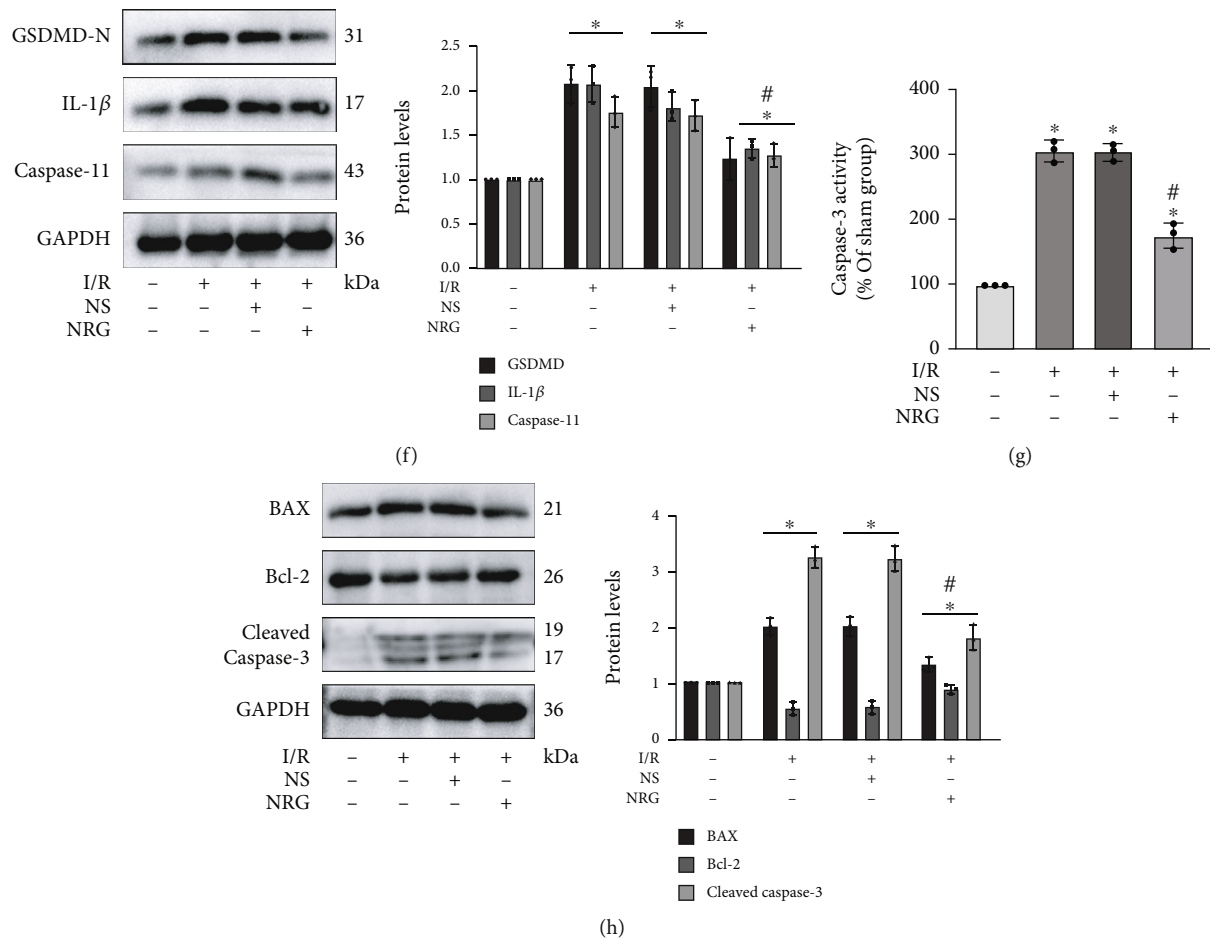 GSDMD-N 31
IL-1β 17
Caspase-11 43
GAPDH 36
I/R – + + + kDa
NS – – + –
NRG – – – +
Protein levels
2.5
2.0
1.5
1.0
0.5
0.0
* * # *
I/R – + + +
NS – – + –
NRG – – – +
GSDMD
IL-1β
Caspase-11
(f)
Caspase-3 activity
(% Of sham group)
400
300
200
100
0
* * # *
I/R – + + +
NS – – + –
NRG – – – +
(g)
BAX 21
Bcl-2 26
Cleaved 19
Caspase-3 17
GAPDH 36
I/R – + + + kDa
NS – – + –
NRG – – – +
Protein levels
4
3
2
1
0
* * # *
I/R – + + +
NS – – + –
NRG – – – +
BAX
Bcl-2
Cleaved caspase-3
(h)